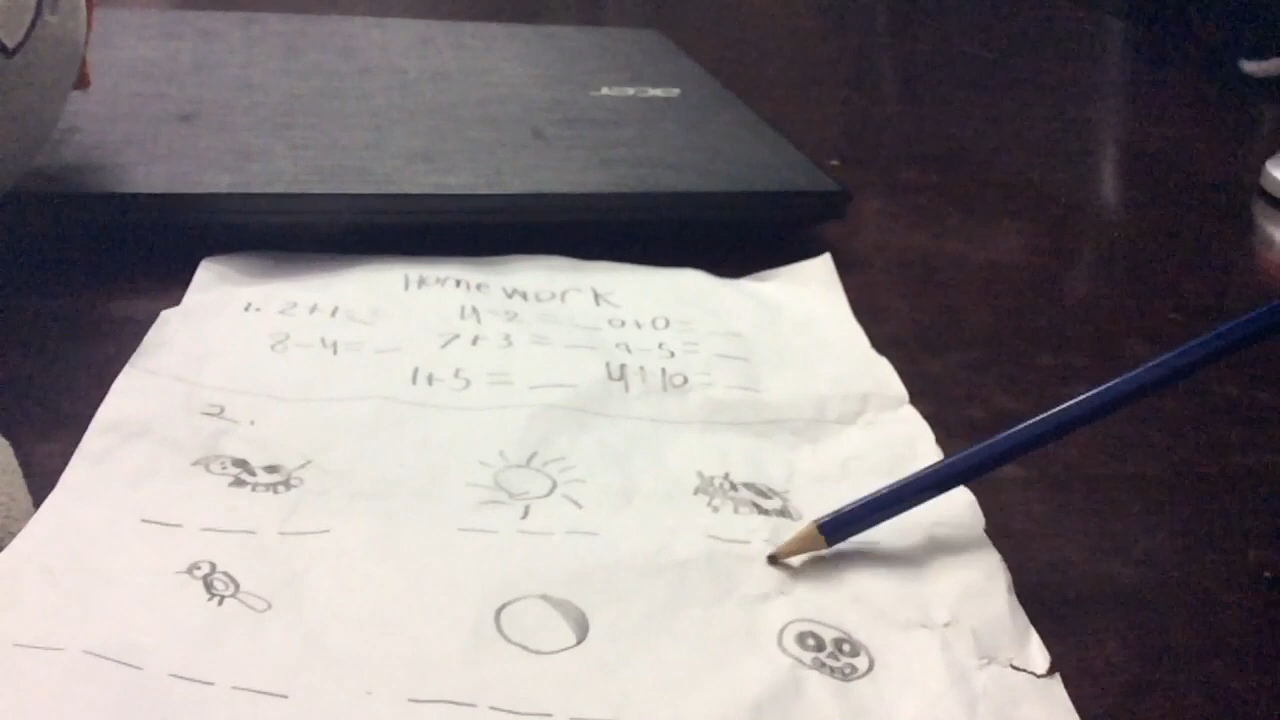 acer
Home work
1. 2+1 4-2 = _ 0+0 = _
8-4= _ 7+3 = _ 9-5= _
1+5 = _ 4+10= _
2.